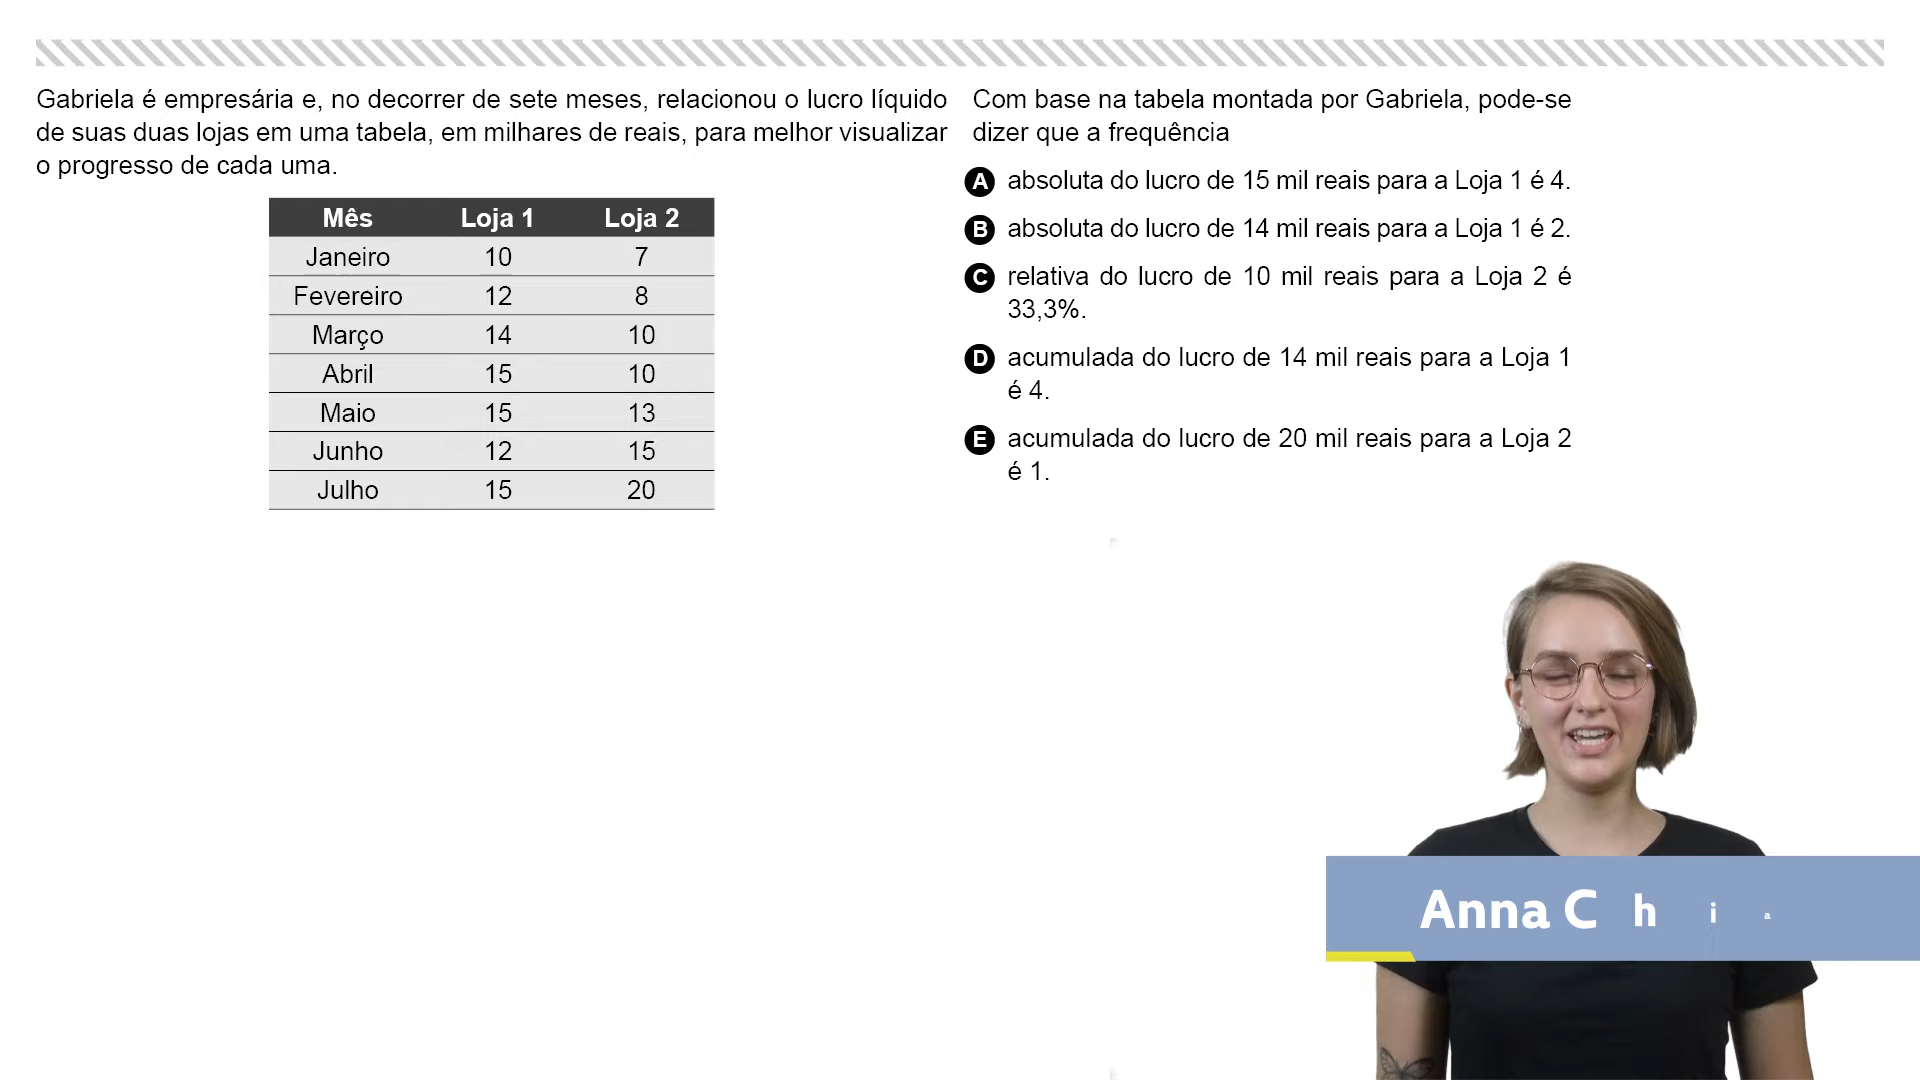 Gabriela é empresária e, no decorrer de sete meses, relacionou o lucro líquido
de suas duas lojas em uma tabela, em milhares de reais, para melhor visualizar
o progresso de cada uma.
Mês Loja 1 Loja 2
Janeiro 10 7
Fevereiro 12 8
Março 14 10
Abril 15 10
Maio 15 13
Junho 12 15
Julho 15 20
Com base na tabela montada por Gabriela, pode-se
dizer que a frequência
A absoluta do lucro de 15 mil reais para a Loja 1 é 4.
B absoluta do lucro de 14 mil reais para a Loja 1 é 2.
C relativa do lucro de 10 mil reais para a Loja 2 é
33,3%.
D acumulada do lucro de 14 mil reais para a Loja 1
é 4.
E acumulada do lucro de 20 mil reais para a Loja 2
é 1.
Anna C h i a